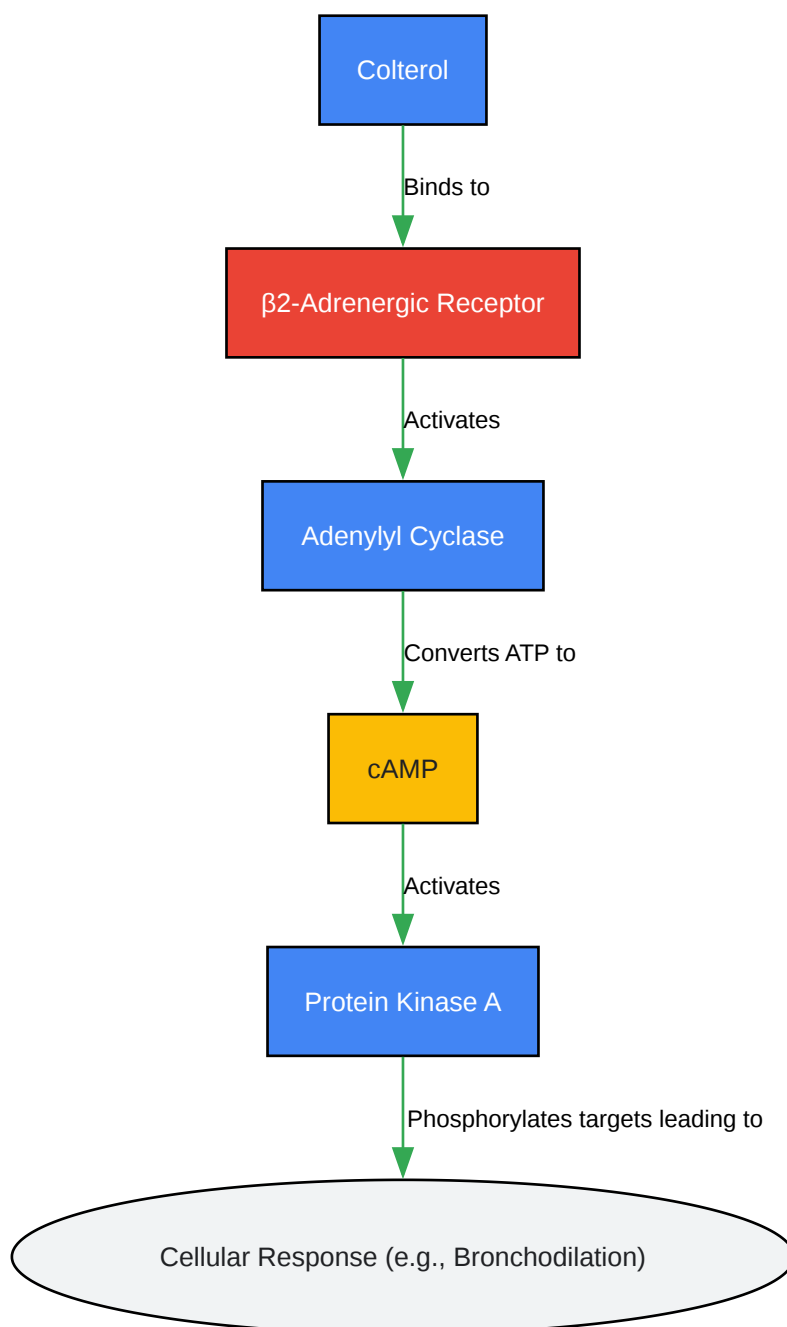 Colterol
Binds to
β2-Adrenergic Receptor
Activates
Adenylyl Cyclase
Converts ATP to
cAMP
Activates
Protein Kinase A
Phosphorylates targets leading to
Cellular Response (e.g., Bronchodilation)